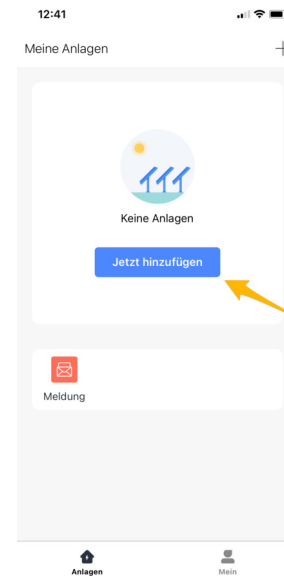 12:41
Meine Anlagen
Keine Anlagen
Jetzt hinzufügen
Meldung
Anlagen
Mein